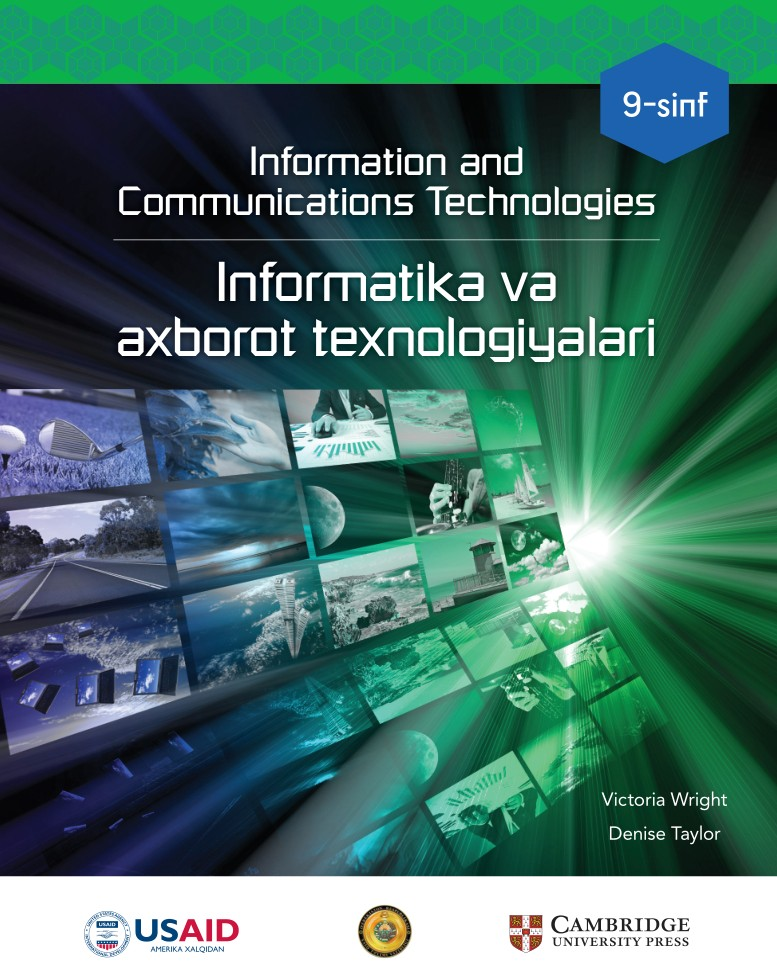 9-sinf
Information and
Communications Technologies
Informatika va
axborot texnologiyalari
Victoria Wright
Denise Taylor
USAID
USAID
AMERIKA XALQIDAN
CAMBRIDGE
UNIVERSITY PRESS